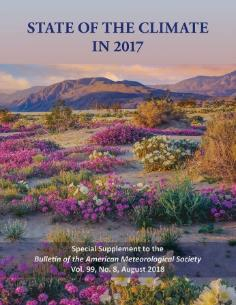 STATE OF THE CLIMATE
IN 2017
Special Supplement to the
Bulletin of the American Meteorological Society
Vol. 99, No. 8, August 2018